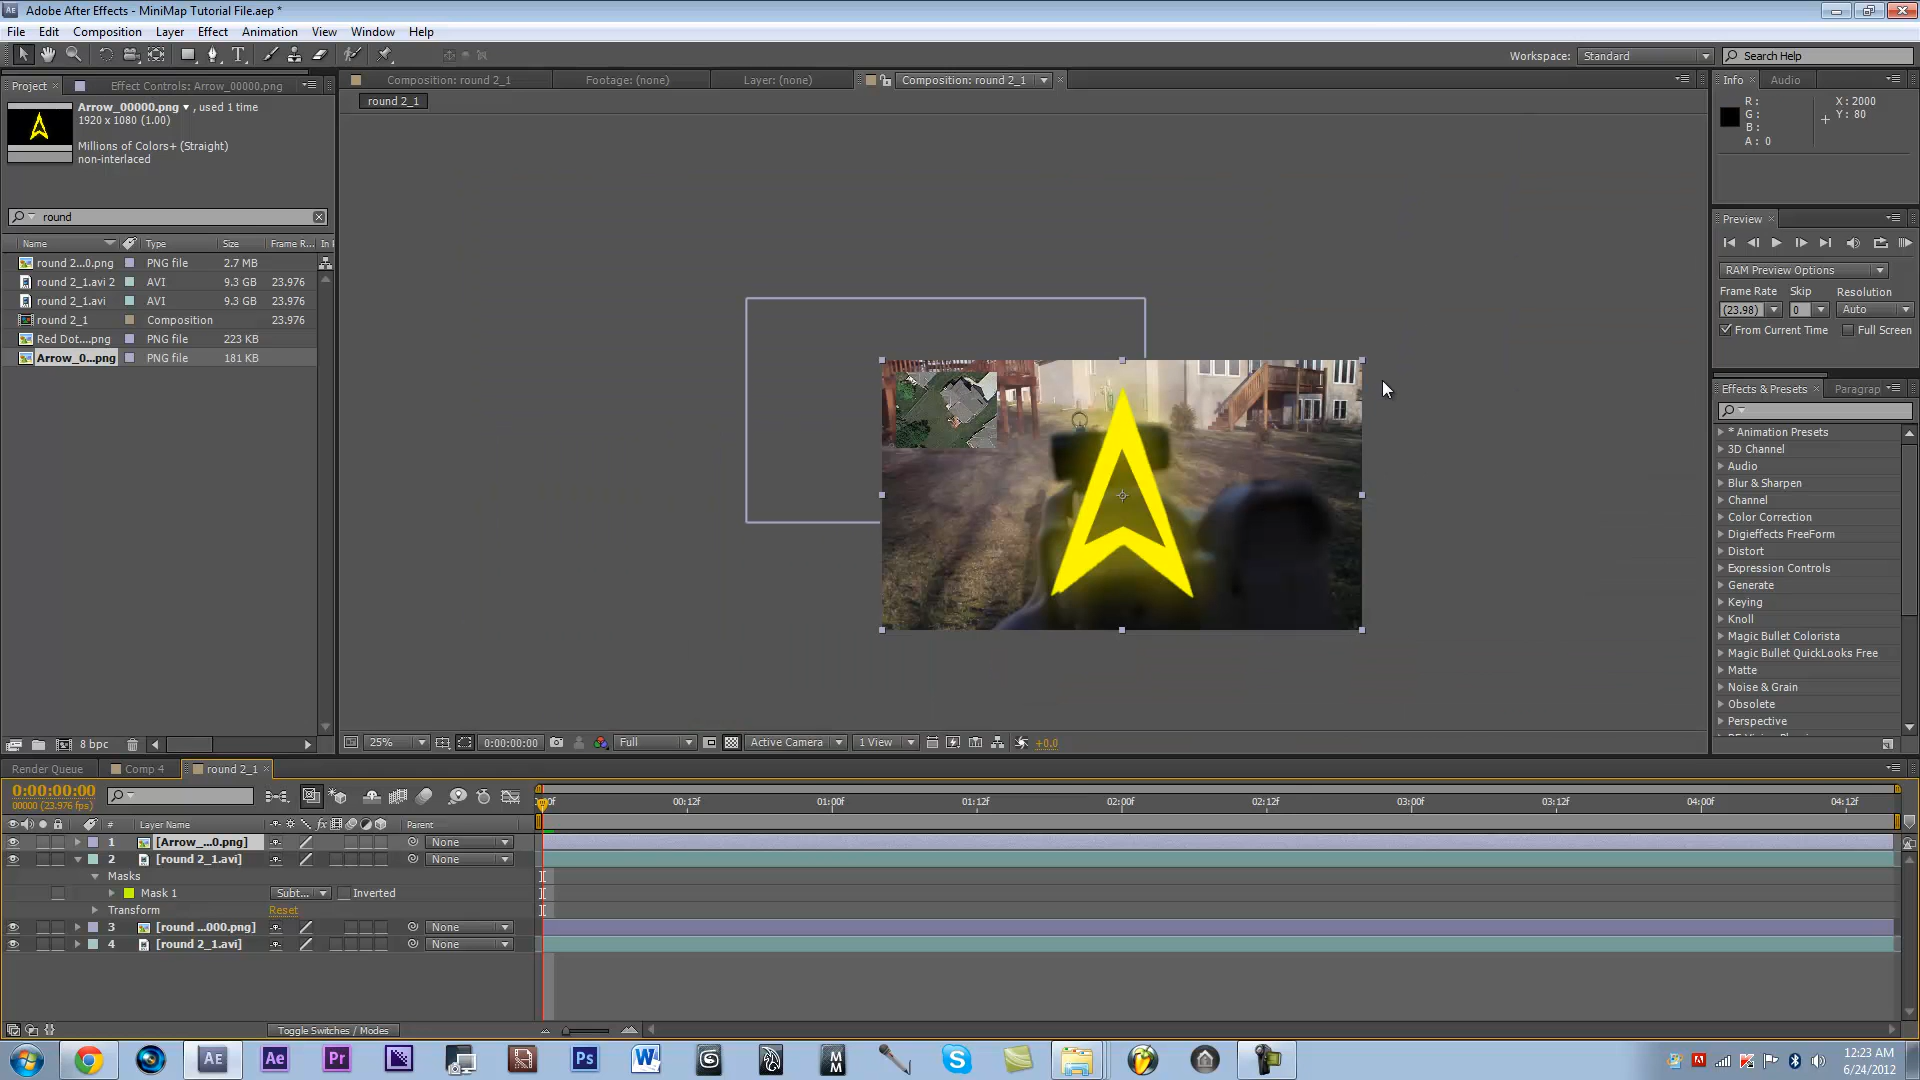 Adobe After Effects - MiniMap Tutorial File.aep *
File Edit Composition Layer Effect Animation View Window Help
Workspace: Standard Search Help
Project × Effect Controls: Arrow_00000.png
Composition: round 2_1 Footage: (none) Layer: (none) Composition: round 2_1 ×
Info × Audio
Arrow_00000.png ▼ , used 1 time
1920 x 1080 (1.00)
Millions of Colors+ (Straight)
non-interlaced
round 2_1
R:
G:
B:
A: 0
X: 2000
Y: 80
round
Name Type Size Frame R... In
round 2...0.png PNG file 2.7 MB
round 2_1.avi 2 AVI 9.3 GB 23.976
round 2_1.avi AVI 9.3 GB 23.976
round 2_1 Composition 23.976
Red Dot....png PNG file 223 KB
Arrow_0...png PNG file 181 KB
8 bpc
Preview ×
RAM Preview Options
Frame Rate Skip Resolution
(23.98) 0 Auto
From Current Time Full Screen
Effects & Presets × Paragrap
* Animation Presets
3D Channel
Audio
Blur & Sharpen
Channel
Color Correction
Digieffects FreeForm
Distort
Expression Controls
Generate
Keying
Knoll
Magic Bullet Colorista
Magic Bullet QuickLooks Free
Matte
Noise & Grain
Obsolete
Perspective
25% 0:00:00:00 Full Active Camera 1 View +0.0
Render Queue Comp 4 round 2_1 ×
0:00:00:00
00000 (23.976 fps)
00:12f 01:00f 01:12f 02:00f 02:12f 03:00f 03:12f 04:00f 04:12f
# Layer Name fx Parent
1 [Arrow_...0.png] None
2 [round 2_1.avi] None
Masks
Mask 1 Subt... Inverted
Transform Reset
3 [round ...000.png] None
4 [round 2_1.avi] None
Toggle Switches / Modes
AE Ae Pr Ps W S M M S
12:23 AM
6/24/2012